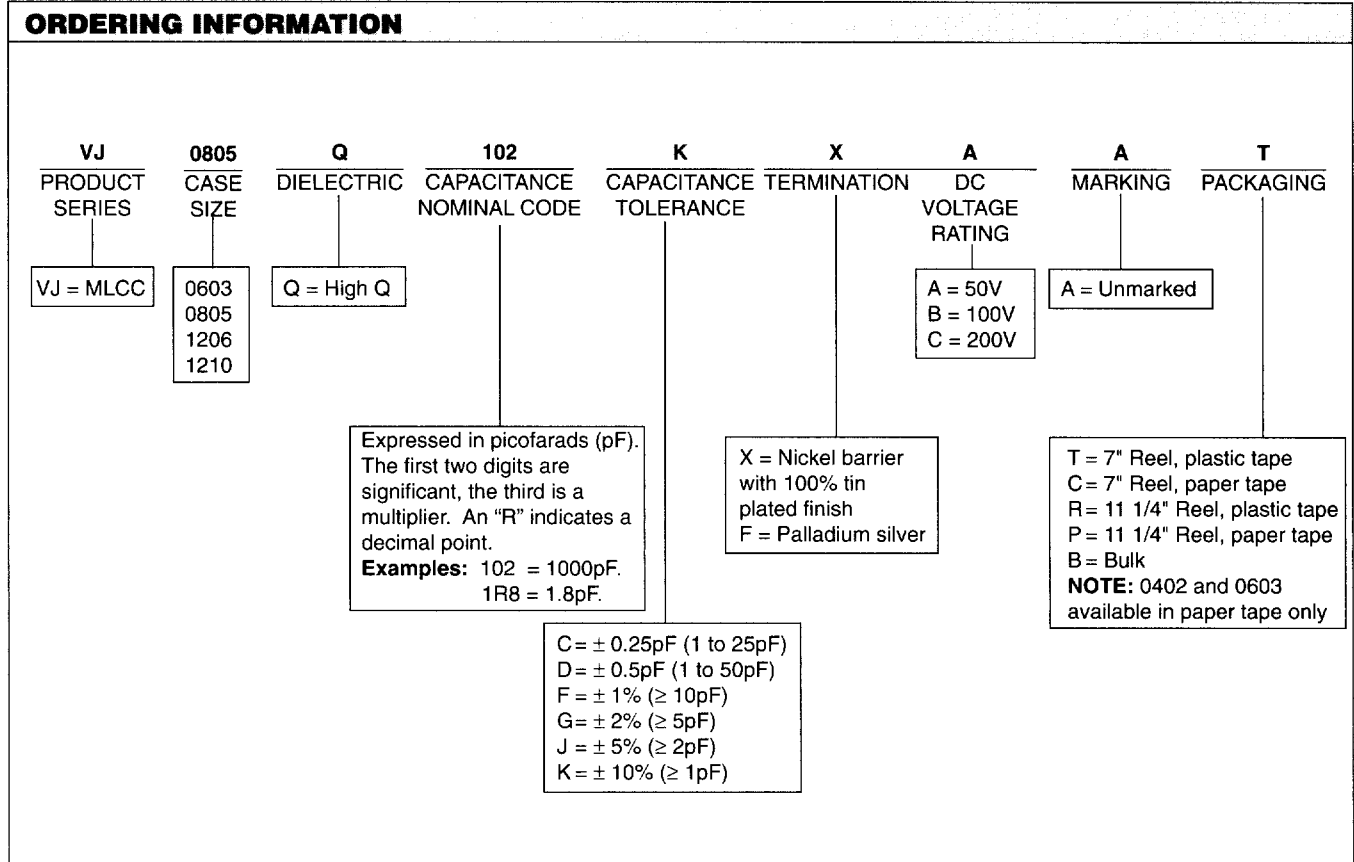 ORDERING INFORMATION
VJ 0805 Q 102 K X A A T
PRODUCT SERIES
CASE SIZE
DIELECTRIC
CAPACITANCE NOMINAL CODE
CAPACITANCE TOLERANCE
TERMINATION
DC VOLTAGE RATING
MARKING
PACKAGING
VJ = MLCC
0603
0805
1206
1210
Q = High Q
A = 50V
B = 100V
C = 200V
A = Unmarked
Expressed in picofarads (pF).
The first two digits are
significant, the third is a
multiplier. An “R” indicates a
decimal point.
Examples: 102 = 1000pF.
1R8 = 1.8pF.
X = Nickel barrier
with 100% tin
plated finish
F = Palladium silver
T = 7" Reel, plastic tape
C = 7" Reel, paper tape
R = 11 1/4" Reel, plastic tape
P = 11 1/4" Reel, paper tape
B = Bulk
NOTE: 0402 and 0603
available in paper tape only
C = ± 0.25pF (1 to 25pF)
D = ± 0.5pF (1 to 50pF)
F = ± 1% (≥ 10pF)
G = ± 2% (≥ 5pF)
J = ± 5% (≥ 2pF)
K = ± 10% (≥ 1pF)